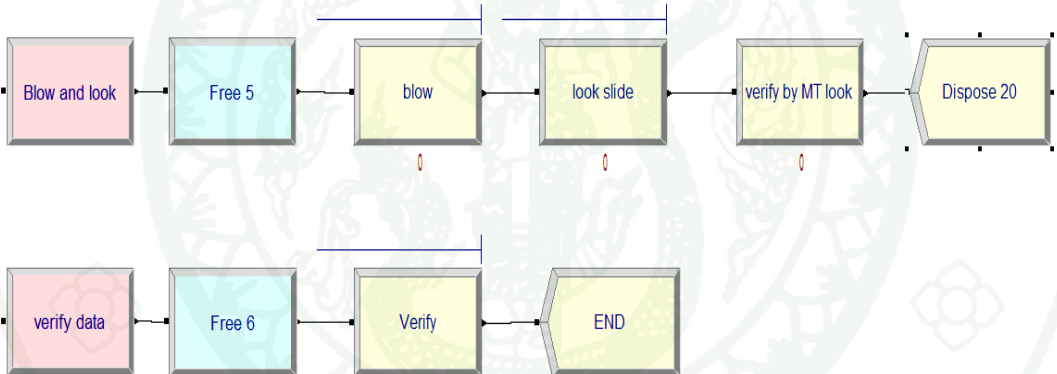 Blow and look
Free 5
blow
look slide
verify by MT look
Dispose 20
0
0
0
verify data
Free 6
Verify
END